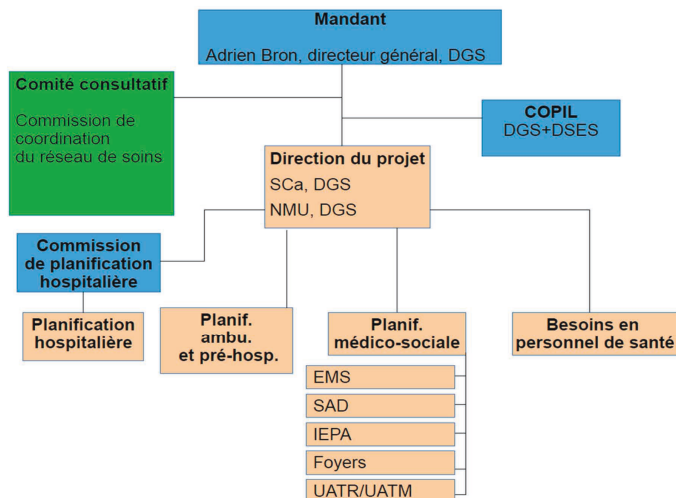 Mandant
Adrien Bron, directeur général, DGS
Comité consultatif
Commission de
coordination
du réseau de soins
COPIL
DGS+DSES
Direction du projet
SCa, DGS
NMU, DGS
Commission
de planification
hospitalière
Planification
hospitalière
Planif.
ambu.
et pré-hosp.
Planif.
médico-sociale
Besoins en
personnel de santé
EMS
SAD
IEPA
Foyers
UATR/UATM